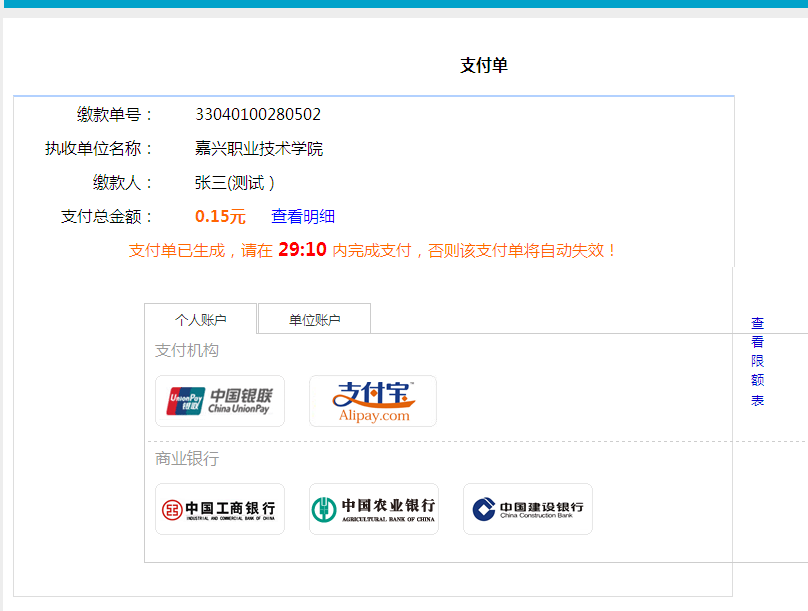 支付单
缴款单号： 33040100280502
执收单位名称： 嘉兴职业技术学院
缴款人： 张三(测试 )
支付总金额： 0.15元 查看明细
支付单已生成，请在 29:10 内完成支付，否则该支付单将自动失效！
个人账户 单位账户
查看限额表
支付机构
UnionPay 银联 中国银联 China UnionPay
支付宝 Alipay.com
商业银行
中国工商银行 INDUSTRIAL AND COMMERCIAL BANK OF CHINA
中国农业银行 AGRICULTURAL BANK OF CHINA
中国建设银行 China Construction Bank